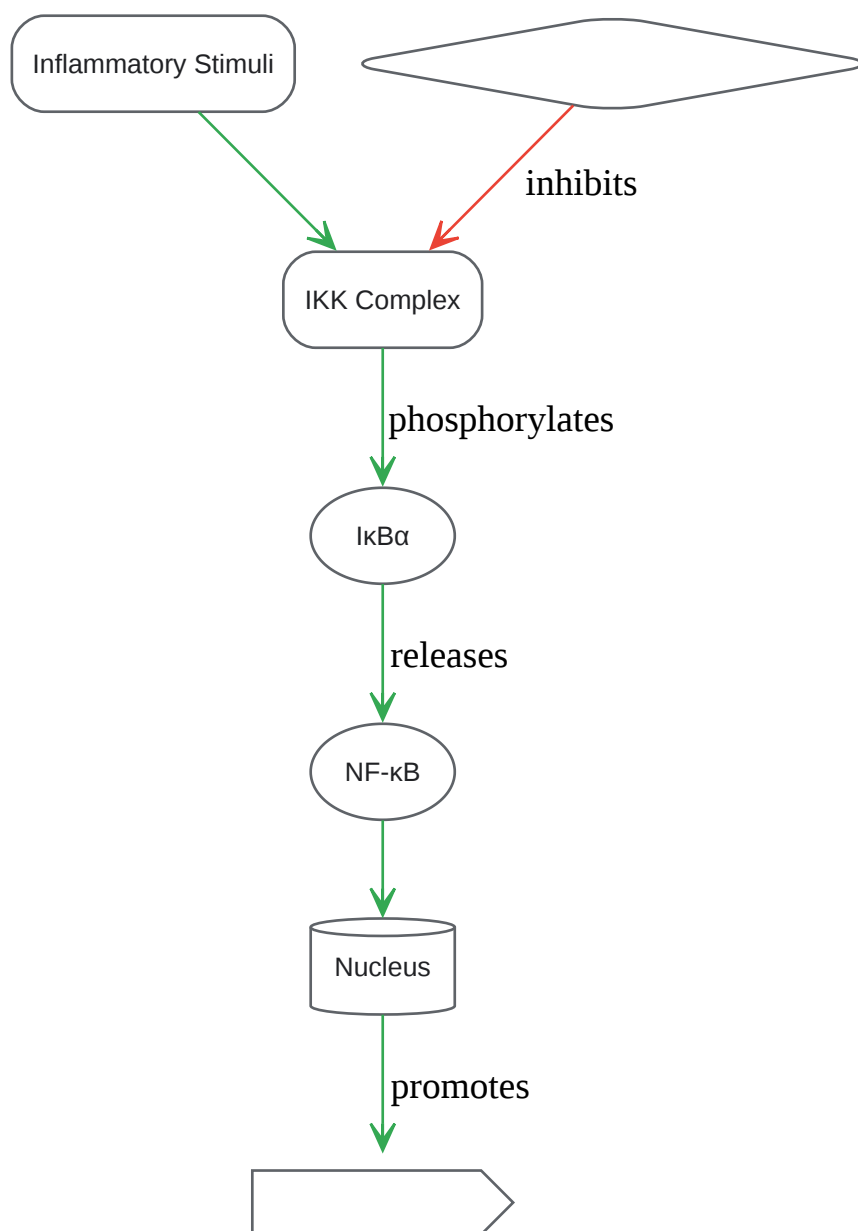 Inflammatory Stimuli
inhibits
IKK Complex
phosphorylates
IκBα
releases
NF-κB
Nucleus
promotes